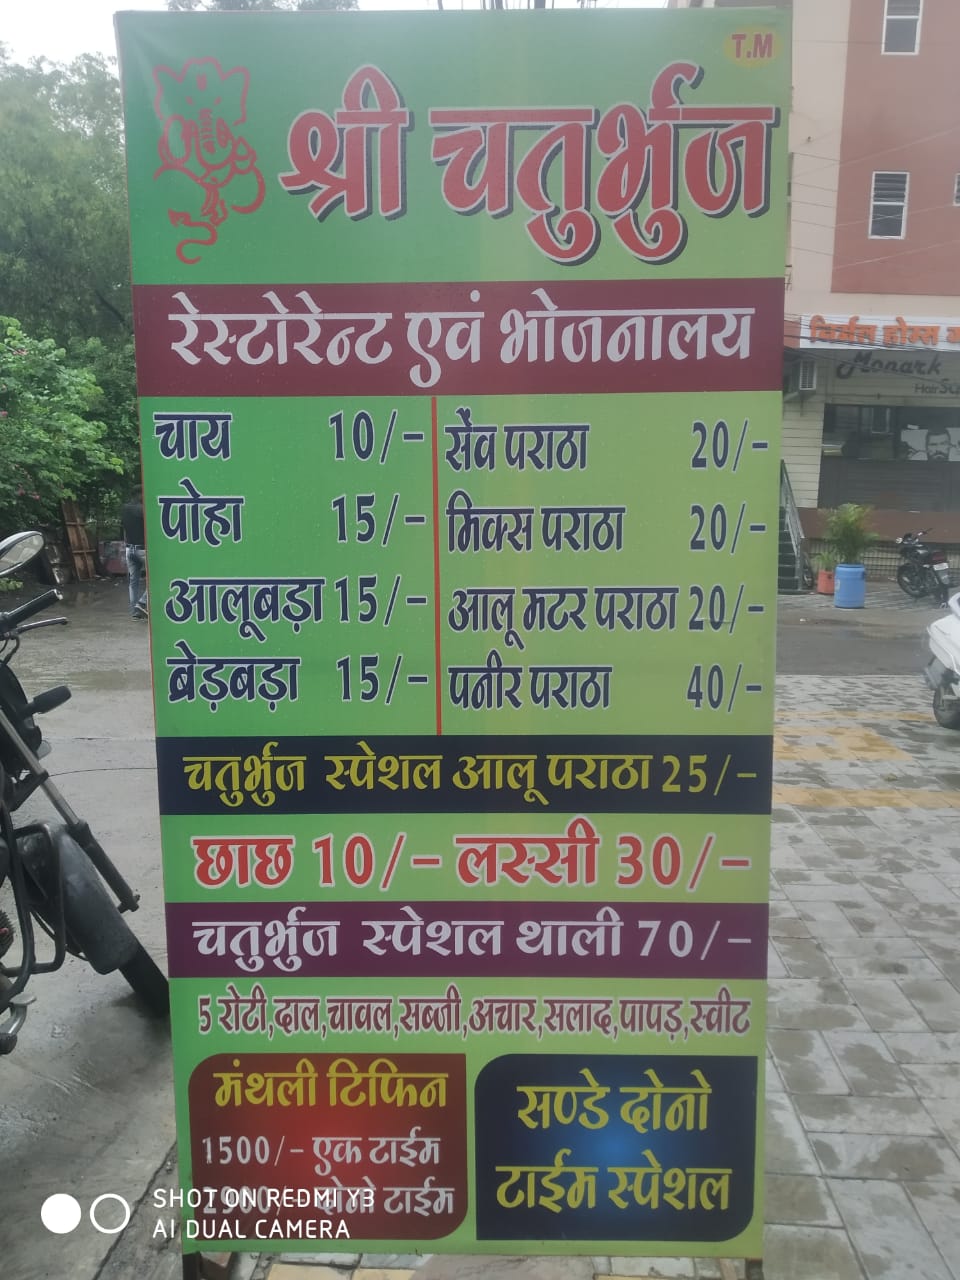 T.M
श्री चतुर्भुज
रेस्टोरेन्ट एवं भोजनालय
चाय 10/-
पोहा 15/-
आलूबड़ा 15/-
ब्रेड़बड़ा 15/-
सेव पराठा 20/-
मिक्स पराठा 20/-
आलू मटर पराठा 20/-
पनीर पराठा 40/-
चतुर्भुज स्पेशल आलू पराठा 25/-
छाछ 10/- लस्सी 30/-
चतुर्भुज स्पेशल थाली 70/-
5 रोटी,दाल,चावल,सब्जी,अचार,सलाद,पापड़,स्वीट
मंथली टिफिन
1500/- एक टाईम
2900/- दोनो टाईम
सण्डे दोनो
टाईम स्पेशल
होम्स
Monark
Hair
SHOT ON REDMI Y3
AI DUAL CAMERA